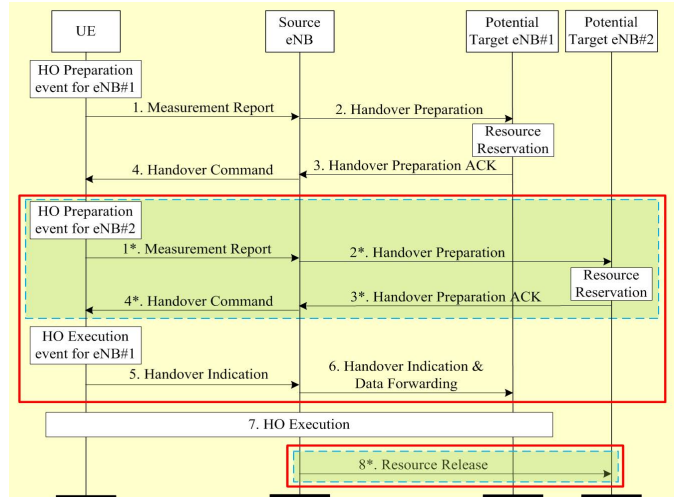 UE
Source
eNB
Potential
Target eNB#1
Potential
Target eNB#2
HO Preparation
event for eNB#1
1. Measurement Report
2. Handover Preparation
Resource
Reservation
3. Handover Preparation ACK
4. Handover Command
HO Preparation
event for eNB#2
1*. Measurement Report
2*. Handover Preparation
Resource
Reservation
3*. Handover Preparation ACK
4*. Handover Command
HO Execution
event for eNB#1
5. Handover Indication
6. Handover Indication &
Data Forwarding
7. HO Execution
8*. Resource Release